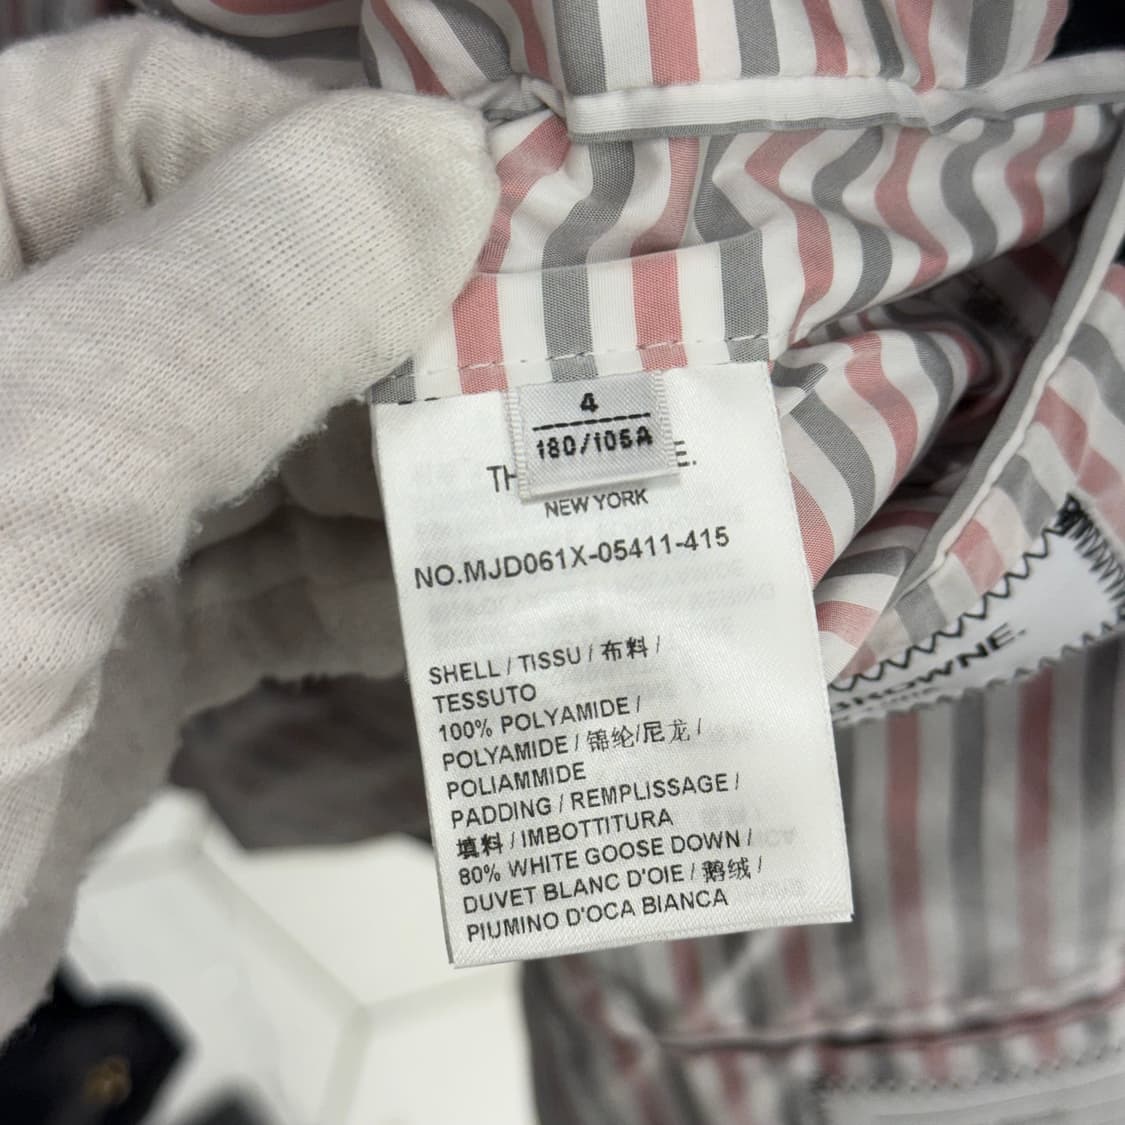 4
180/105A
TH E.
NEW YORK
NO.MJD061X-05411-415
SHELL / TISSU / 布料 /
TESSUTO
100% POLYAMIDE /
POLYAMIDE / 锦纶/尼龙 /
POLIAMMIDE
PADDING / REMPLISSAGE /
填料 / IMBOTTITURA
80% WHITE GOOSE DOWN /
DUVET BLANC D'OIE / 鹅绒 /
PIUMINO D'OCA BIANCA
BROWNE.